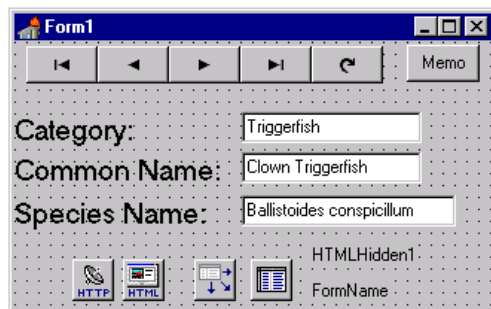 Form1
Memo
Category: Triggerfish
Common Name: Clown Triggerfish
Species Name: Ballistoides conspicillum
HTTP HTML HTMLHidden1
FormName